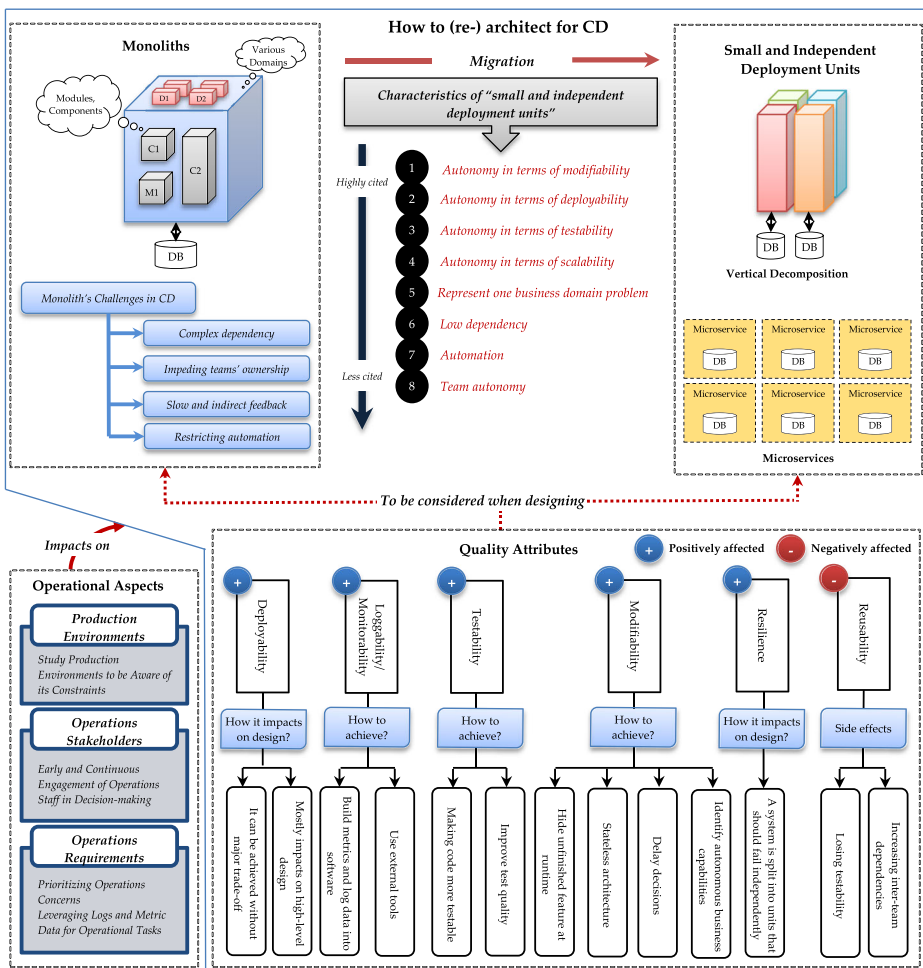 How to (re-) architect for CD
Monoliths
Various
Domains
Modules,
Components
D1
D2
C1
C2
M1
DB
Monolith's Challenges in CD
Complex dependency
Impeding teams' ownership
Slow and indirect feedback
Restricting automation
Migration
Characteristics of "small and independent
deployment units"
Highly cited
Less cited
1 Autonomy in terms of modifiability
2 Autonomy in terms of deployability
3 Autonomy in terms of testability
4 Autonomy in terms of scalability
5 Represent one business domain problem
6 Low dependency
7 Automation
8 Team autonomy
Small and Independent
Deployment Units
DB DB
Vertical Decomposition
Microservice Microservice Microservice
DB DB DB
Microservice Microservice Microservice
DB DB DB
Microservices
To be considered when designing
Impacts on
Operational Aspects
Production
Environments
Study Production
Environments to be Aware of
its Constraints
Operations
Stakeholders
Early and Continuous
Engagement of Operations
Staff in Decision-making
Operations
Requirements
Prioritizing Operations
Concerns
Leveraging Logs and Metric
Data for Operational Tasks
Quality Attributes
+ Positively affected
- Negatively affected
+
Deployability
How it impacts
on design?
It can be achieved without
major trade-off
Mostly impacts on high-level
design
+
Loggability/
Monitorability
How to
achieve?
Build metrics and log data into
software
Use external tools
+
Testability
How to
achieve?
Making code more testable
Improve test quality
+
Modifiability
How to
achieve?
Hide unfinished feature at
runtime
Stateless architecture
Delay decisions
Identify autonomous business
capabilities
+
Resilience
How it impacts
on design?
A system is split into units that
should fail independently
-
Reusability
Side effects
Losing testability
Increasing inter-team
dependencies